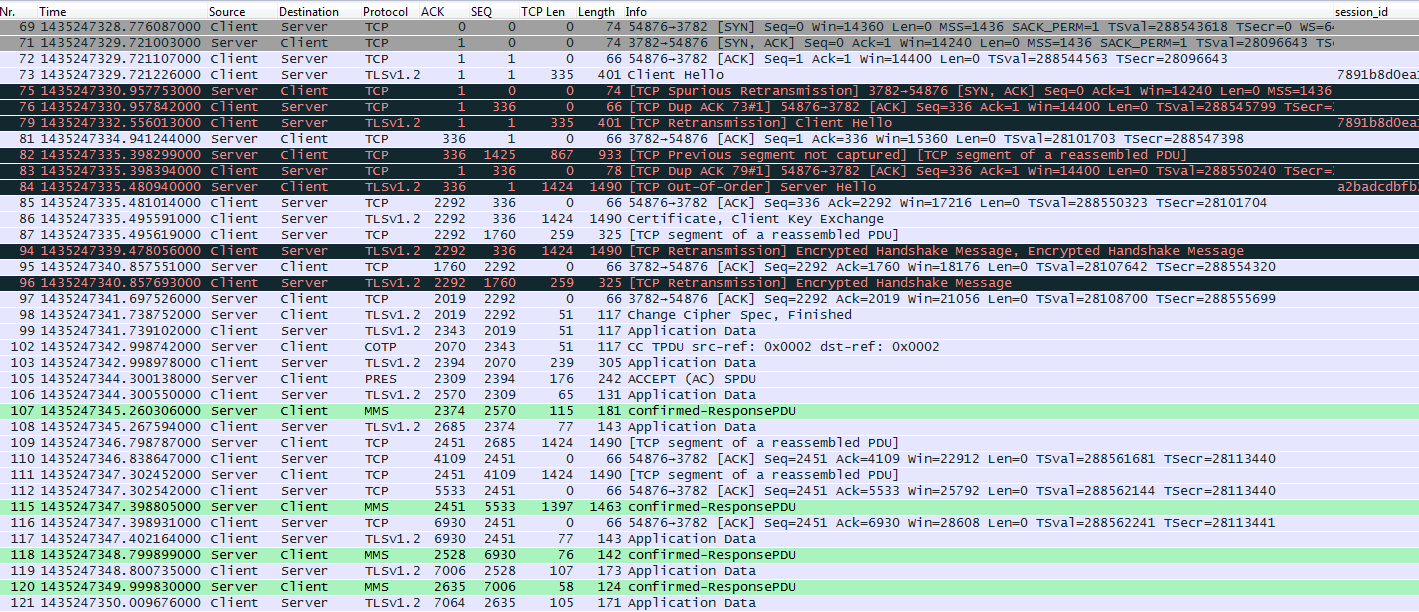 Nr. Time Source Destination Protocol ACK SEQ TCP Len Length Info session_id
69 1435247328.776087000 Client Server TCP 0 0 0 74 54876→3782 [SYN] Seq=0 Win=14360 Len=0 MSS=1436 SACK_PERM=1 TSval=288543618 TSecr=0 WS=64
71 1435247329.721003000 Server Client TCP 1 0 0 74 3782→54876 [SYN, ACK] Seq=0 Ack=1 Win=14240 Len=0 MSS=1436 SACK_PERM=1 TSval=28096643 TSe
72 1435247329.721107000 Client Server TCP 1 1 0 66 54876→3782 [ACK] Seq=1 Ack=1 Win=14400 Len=0 TSval=288544563 TSecr=28096643
73 1435247329.721226000 Client Server TLSv1.2 1 1 335 401 Client Hello 7891b8d0ea
75 1435247330.957753000 Server Client TCP 1 0 0 74 [TCP Spurious Retransmission] 3782→54876 [SYN, ACK] Seq=0 Ack=1 Win=14240 Len=0 MSS=1436
76 1435247330.957842000 Client Server TCP 1 336 0 66 [TCP Dup ACK 73#1] 54876→3782 [ACK] Seq=336 Ack=1 Win=14400 Len=0 TSval=288545799 TSecr=
79 1435247332.556013000 Client Server TLSv1.2 1 1 335 401 [TCP Retransmission] Client Hello 7891b8d0ea
81 1435247334.941244000 Server Client TCP 336 1 0 66 3782→54876 [ACK] Seq=1 Ack=336 Win=15360 Len=0 TSval=28101703 TSecr=288547398
82 1435247335.398299000 Server Client TCP 336 1425 867 933 [TCP Previous segment not captured] [TCP segment of a reassembled PDU]
83 1435247335.398394000 Client Server TCP 1 336 0 78 [TCP Dup ACK 79#1] 54876→3782 [ACK] Seq=336 Ack=1 Win=14400 Len=0 TSval=288550240 TSecr=
84 1435247335.480940000 Server Client TLSv1.2 336 1 1424 1490 [TCP Out-Of-Order] Server Hello a2badcdbfb
85 1435247335.481014000 Client Server TCP 2292 336 0 66 54876→3782 [ACK] Seq=336 Ack=2292 Win=17216 Len=0 TSval=288550323 TSecr=28101704
86 1435247335.495591000 Client Server TLSv1.2 2292 336 1424 1490 Certificate, Client Key Exchange
87 1435247335.495619000 Client Server TCP 2292 1760 259 325 [TCP segment of a reassembled PDU]
94 1435247339.478056000 Client Server TLSv1.2 2292 336 1424 1490 [TCP Retransmission] Encrypted Handshake Message, Encrypted Handshake Message
95 1435247340.857551000 Server Client TCP 1760 2292 0 66 3782→54876 [ACK] Seq=2292 Ack=1760 Win=18176 Len=0 TSval=28107642 TSecr=288554320
96 1435247340.857693000 Client Server TLSv1.2 2292 1760 259 325 [TCP Retransmission] Encrypted Handshake Message
97 1435247341.697526000 Server Client TCP 2019 2292 0 66 3782→54876 [ACK] Seq=2292 Ack=2019 Win=21056 Len=0 TSval=28108700 TSecr=288555699
98 1435247341.738752000 Server Client TLSv1.2 2019 2292 51 117 Change Cipher Spec, Finished
99 1435247341.739102000 Client Server TLSv1.2 2343 2019 51 117 Application Data
102 1435247342.998742000 Server Client COTP 2070 2343 51 117 CC TPDU src-ref: 0x0002 dst-ref: 0x0002
103 1435247342.998978000 Client Server TLSv1.2 2394 2070 239 305 Application Data
105 1435247344.300138000 Server Client PRES 2309 2394 176 242 ACCEPT (AC) SPDU
106 1435247344.300550000 Client Server TLSv1.2 2570 2309 65 131 Application Data
107 1435247345.260306000 Server Client MMS 2374 2570 115 181 confirmed-ResponsePDU
108 1435247345.267594000 Client Server TLSv1.2 2685 2374 77 143 Application Data
109 1435247346.798787000 Server Client TCP 2451 2685 1424 1490 [TCP segment of a reassembled PDU]
110 1435247346.838647000 Client Server TCP 4109 2451 0 66 54876→3782 [ACK] Seq=2451 Ack=4109 Win=22912 Len=0 TSval=288561681 TSecr=28113440
111 1435247347.302452000 Server Client TCP 2451 4109 1424 1490 [TCP segment of a reassembled PDU]
112 1435247347.302542000 Client Server TCP 5533 2451 0 66 54876→3782 [ACK] Seq=2451 Ack=5533 Win=25792 Len=0 TSval=288562144 TSecr=28113440
115 1435247347.398805000 Server Client MMS 2451 5533 1397 1463 confirmed-ResponsePDU
116 1435247347.398931000 Client Server TCP 6930 2451 0 66 54876→3782 [ACK] Seq=2451 Ack=6930 Win=28608 Len=0 TSval=288562241 TSecr=28113441
117 1435247347.402164000 Client Server TLSv1.2 6930 2451 77 143 Application Data
118 1435247348.799899000 Server Client MMS 2528 6930 76 142 confirmed-ResponsePDU
119 1435247348.800735000 Client Server TLSv1.2 7006 2528 107 173 Application Data
120 1435247349.999830000 Server Client MMS 2635 7006 58 124 confirmed-ResponsePDU
121 1435247350.009676000 Client Server TLSv1.2 7064 2635 105 171 Application Data